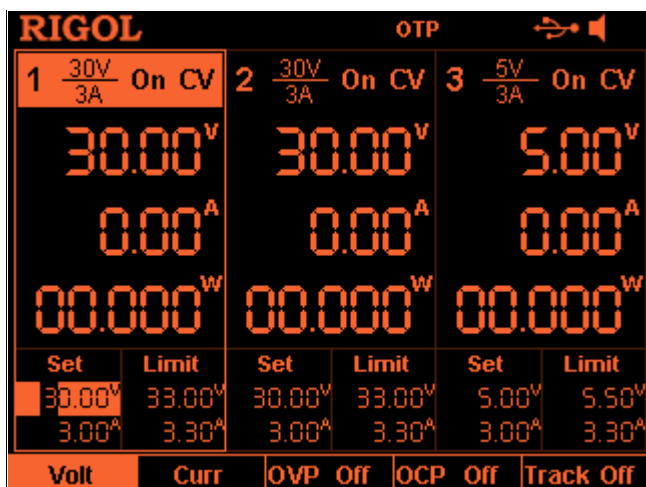 RIGOL OTP
1 30V/3A On CV 2 30V/3A On CV 3 5V/3A On CV
30.00V 30.00V 5.00V
0.00A 0.00A 0.00A
00.000W 00.000W 00.000W
Set Limit Set Limit Set Limit
30.00V 33.00V 30.00V 33.00V 5.00V 5.50V
3.00A 3.30A 3.00A 3.30A 3.00A 3.30A
Volt Curr OVP Off OCP Off Track Off